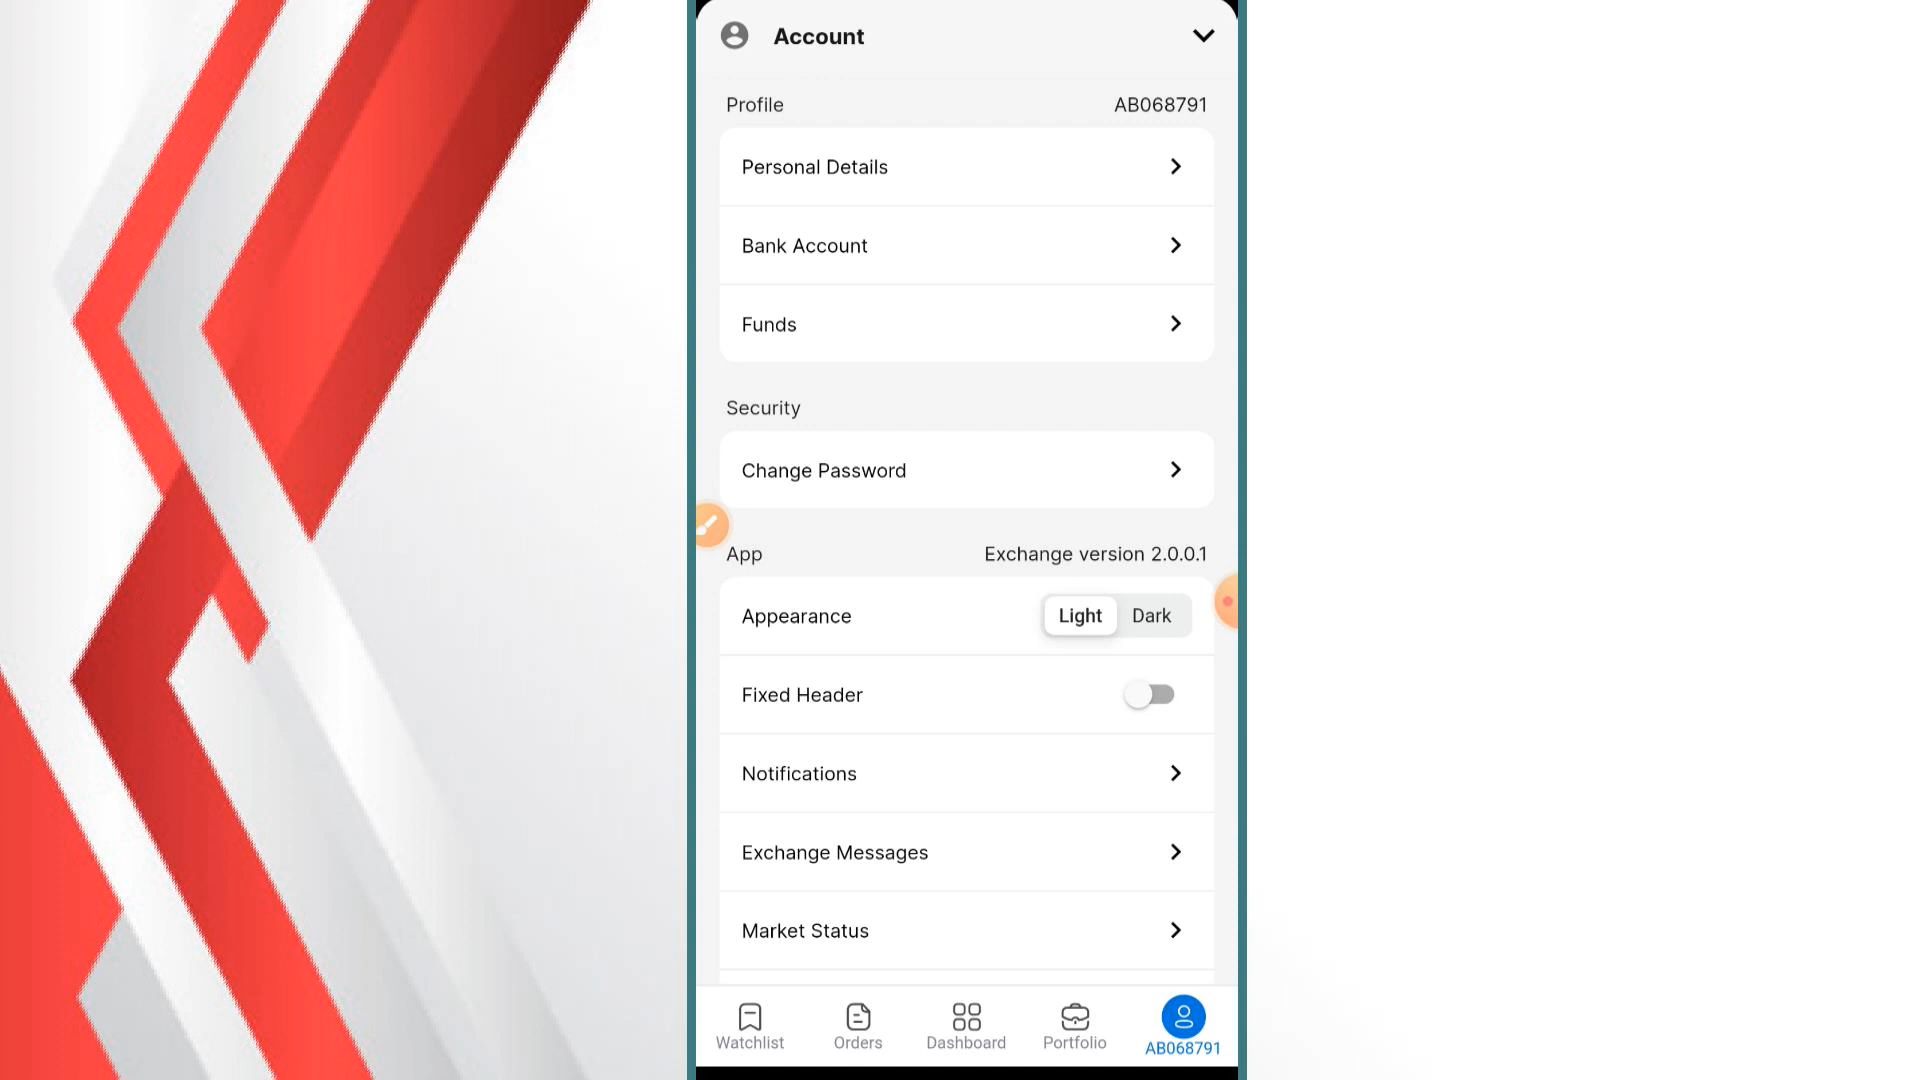 Account
Profile AB068791
Personal Details
Bank Account
Funds
Security
Change Password
App Exchange version 2.0.0.1
Appearance Light Dark
Fixed Header
Notifications
Exchange Messages
Market Status
Watchlist Orders Dashboard Portfolio AB068791